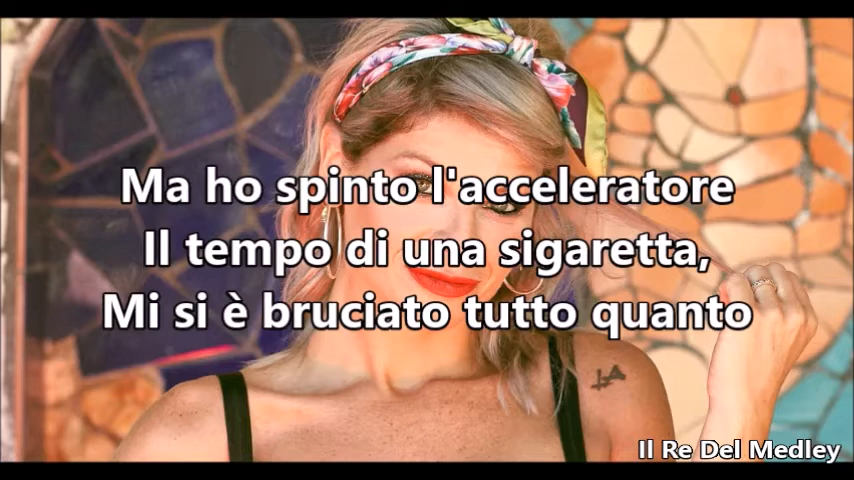 Ma ho spinto l'acceleratore
Il tempo di una sigaretta,
Mi si è bruciato tutto quanto
Il Re Del Medley